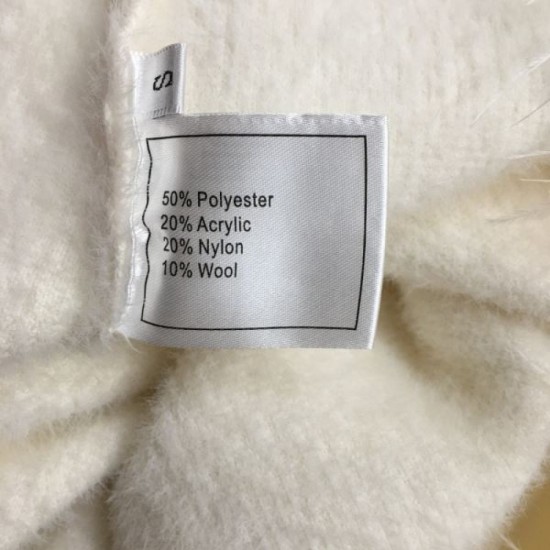 S
50% Polyester
20% Acrylic
20% Nylon
10% Wool